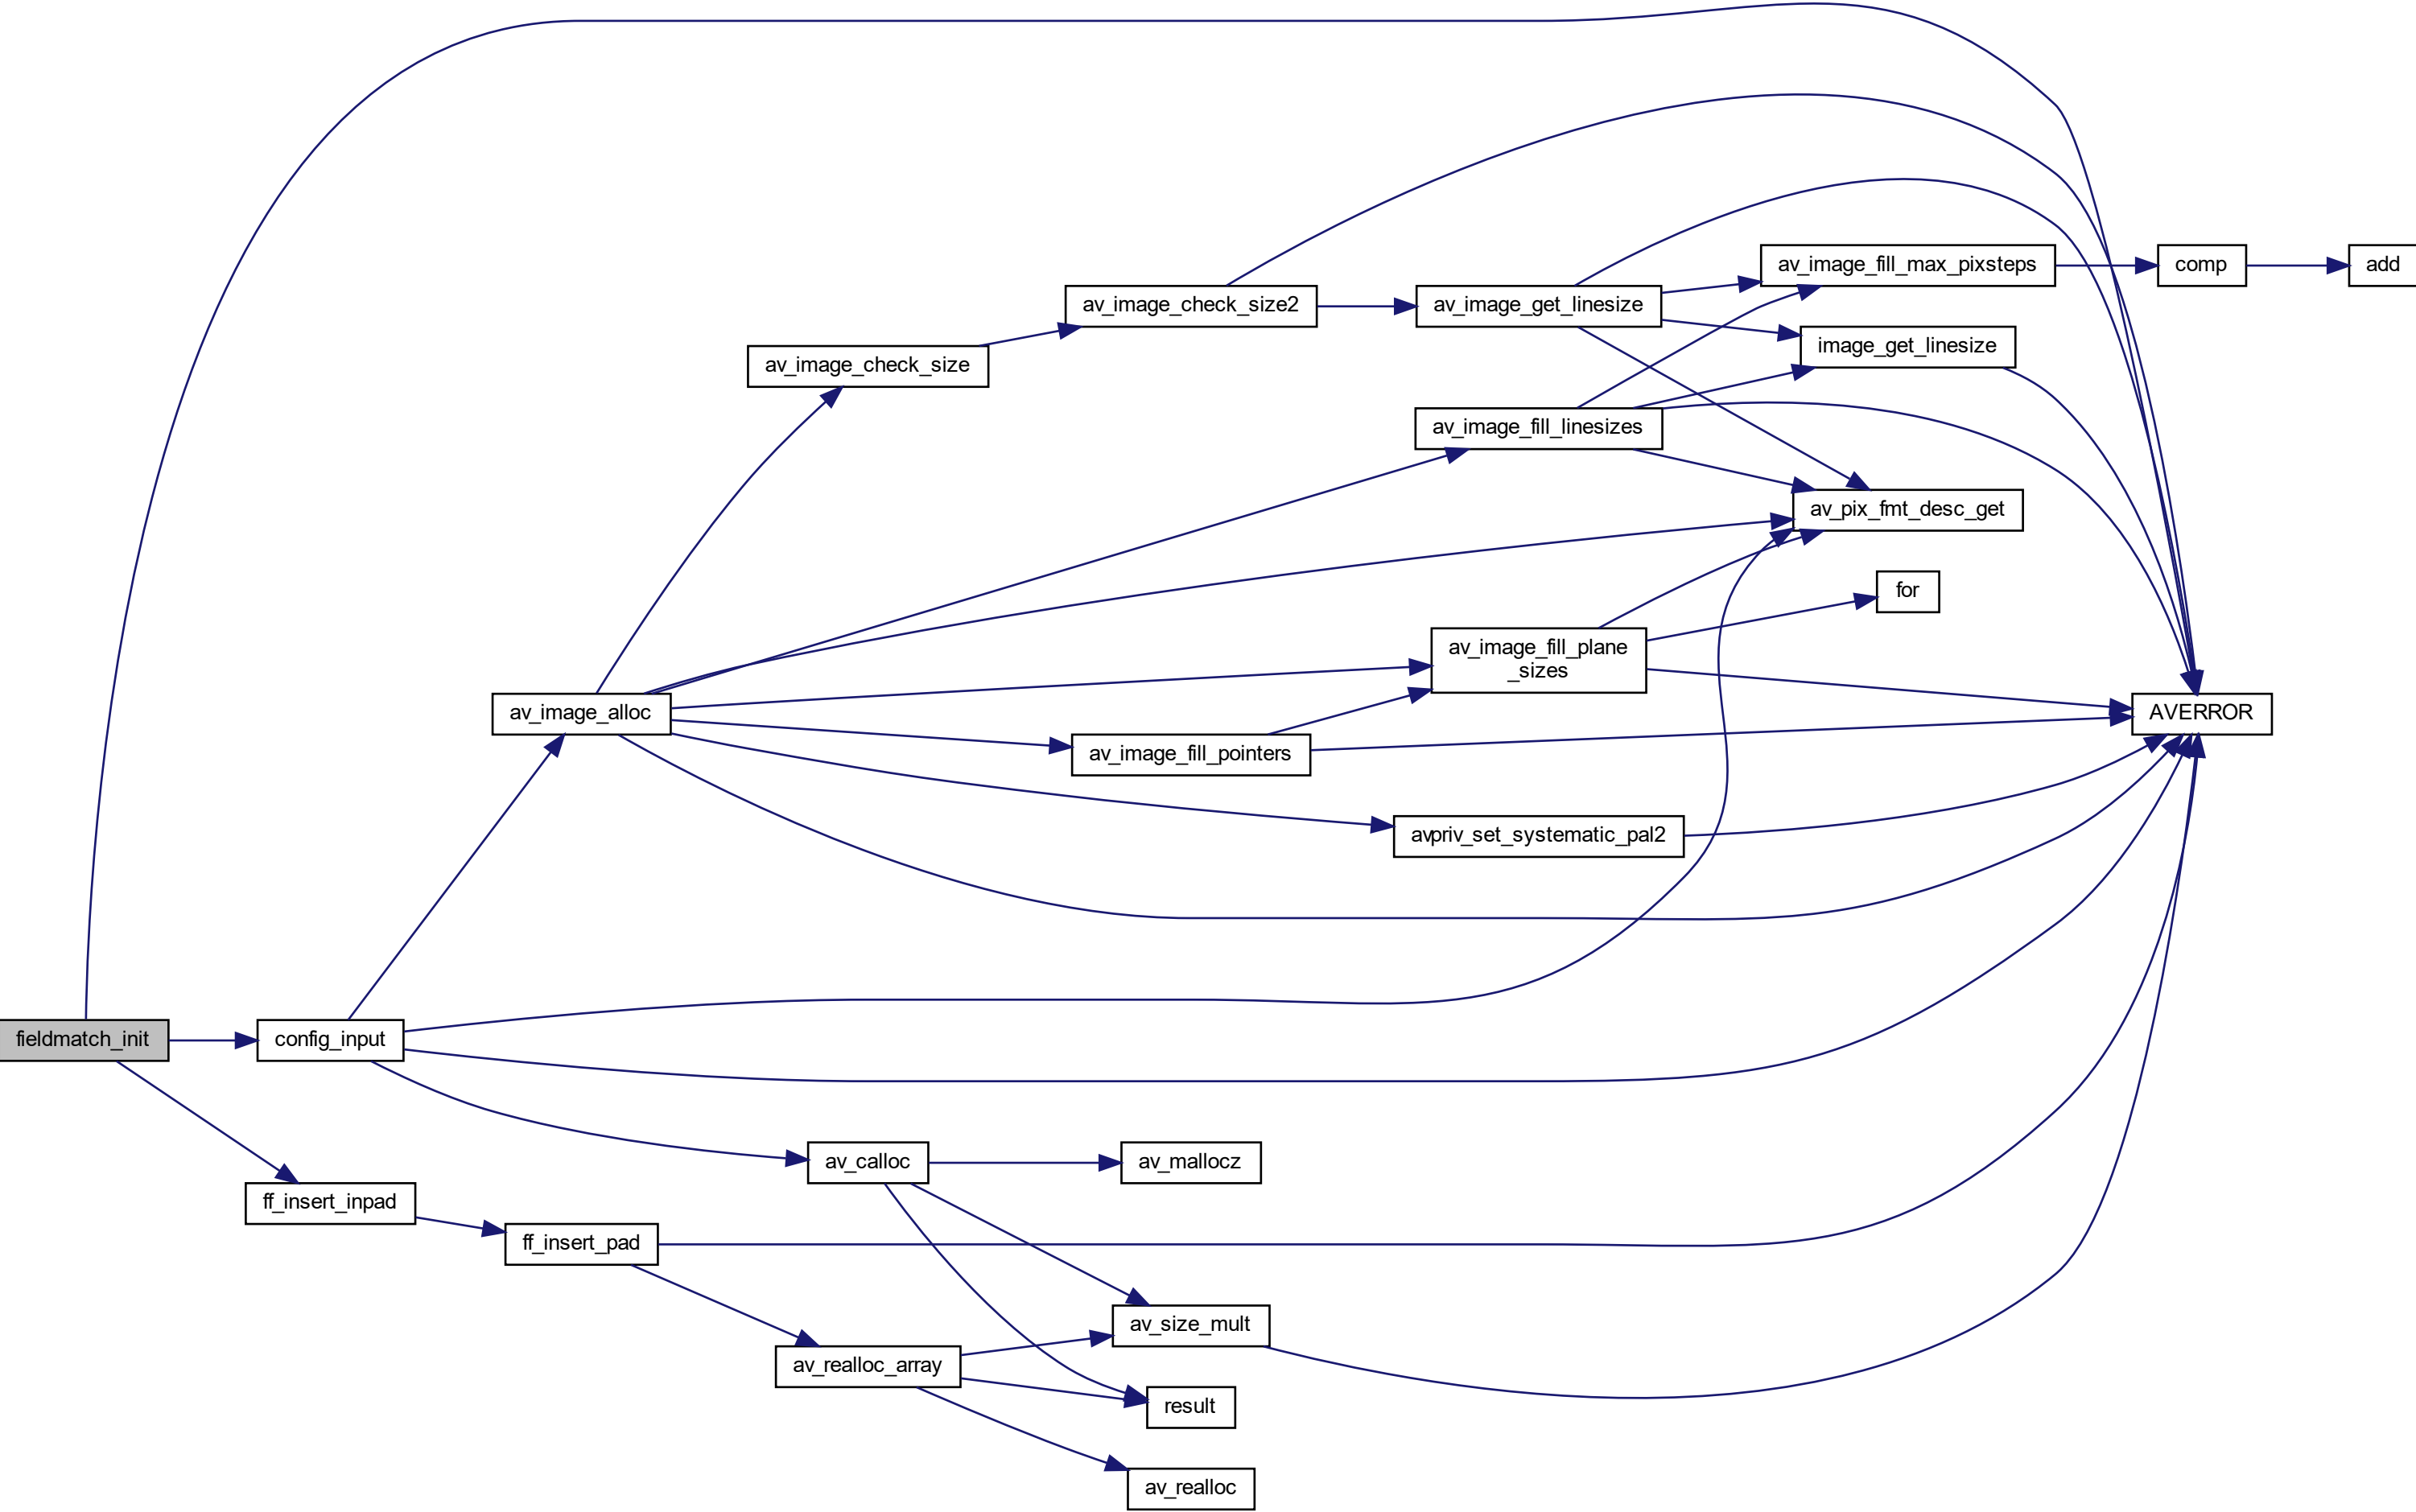 fieldmatch_init
config_input
ff_insert_inpad
av_image_alloc
ff_insert_pad
av_image_check_size
av_calloc
av_realloc_array
av_image_check_size2
av_image_fill_pointers
av_mallocz
av_size_mult
result
av_realloc
av_image_get_linesize
av_image_fill_linesizes
av_image_fill_plane
_sizes
avpriv_set_systematic_pal2
av_image_fill_max_pixsteps
image_get_linesize
av_pix_fmt_desc_get
for
comp
AVERROR
add